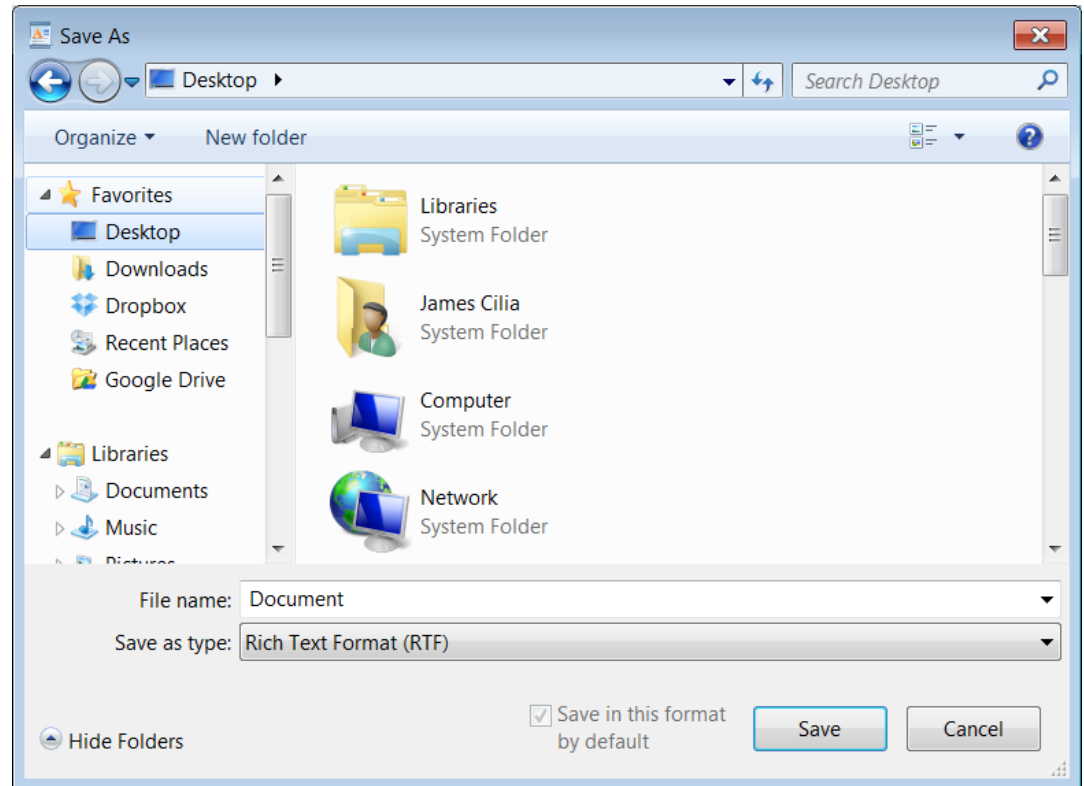 Save As
Desktop
Search Desktop
Organize
New folder
Favorites
Desktop
Downloads
Dropbox
Recent Places
Google Drive
Libraries
Documents
Music
Pictures
Libraries
System Folder
James Cilia
System Folder
Computer
System Folder
Network
System Folder
File name: Document
Save as type: Rich Text Format (RTF)
Hide Folders
Save in this format
by default
Save
Cancel